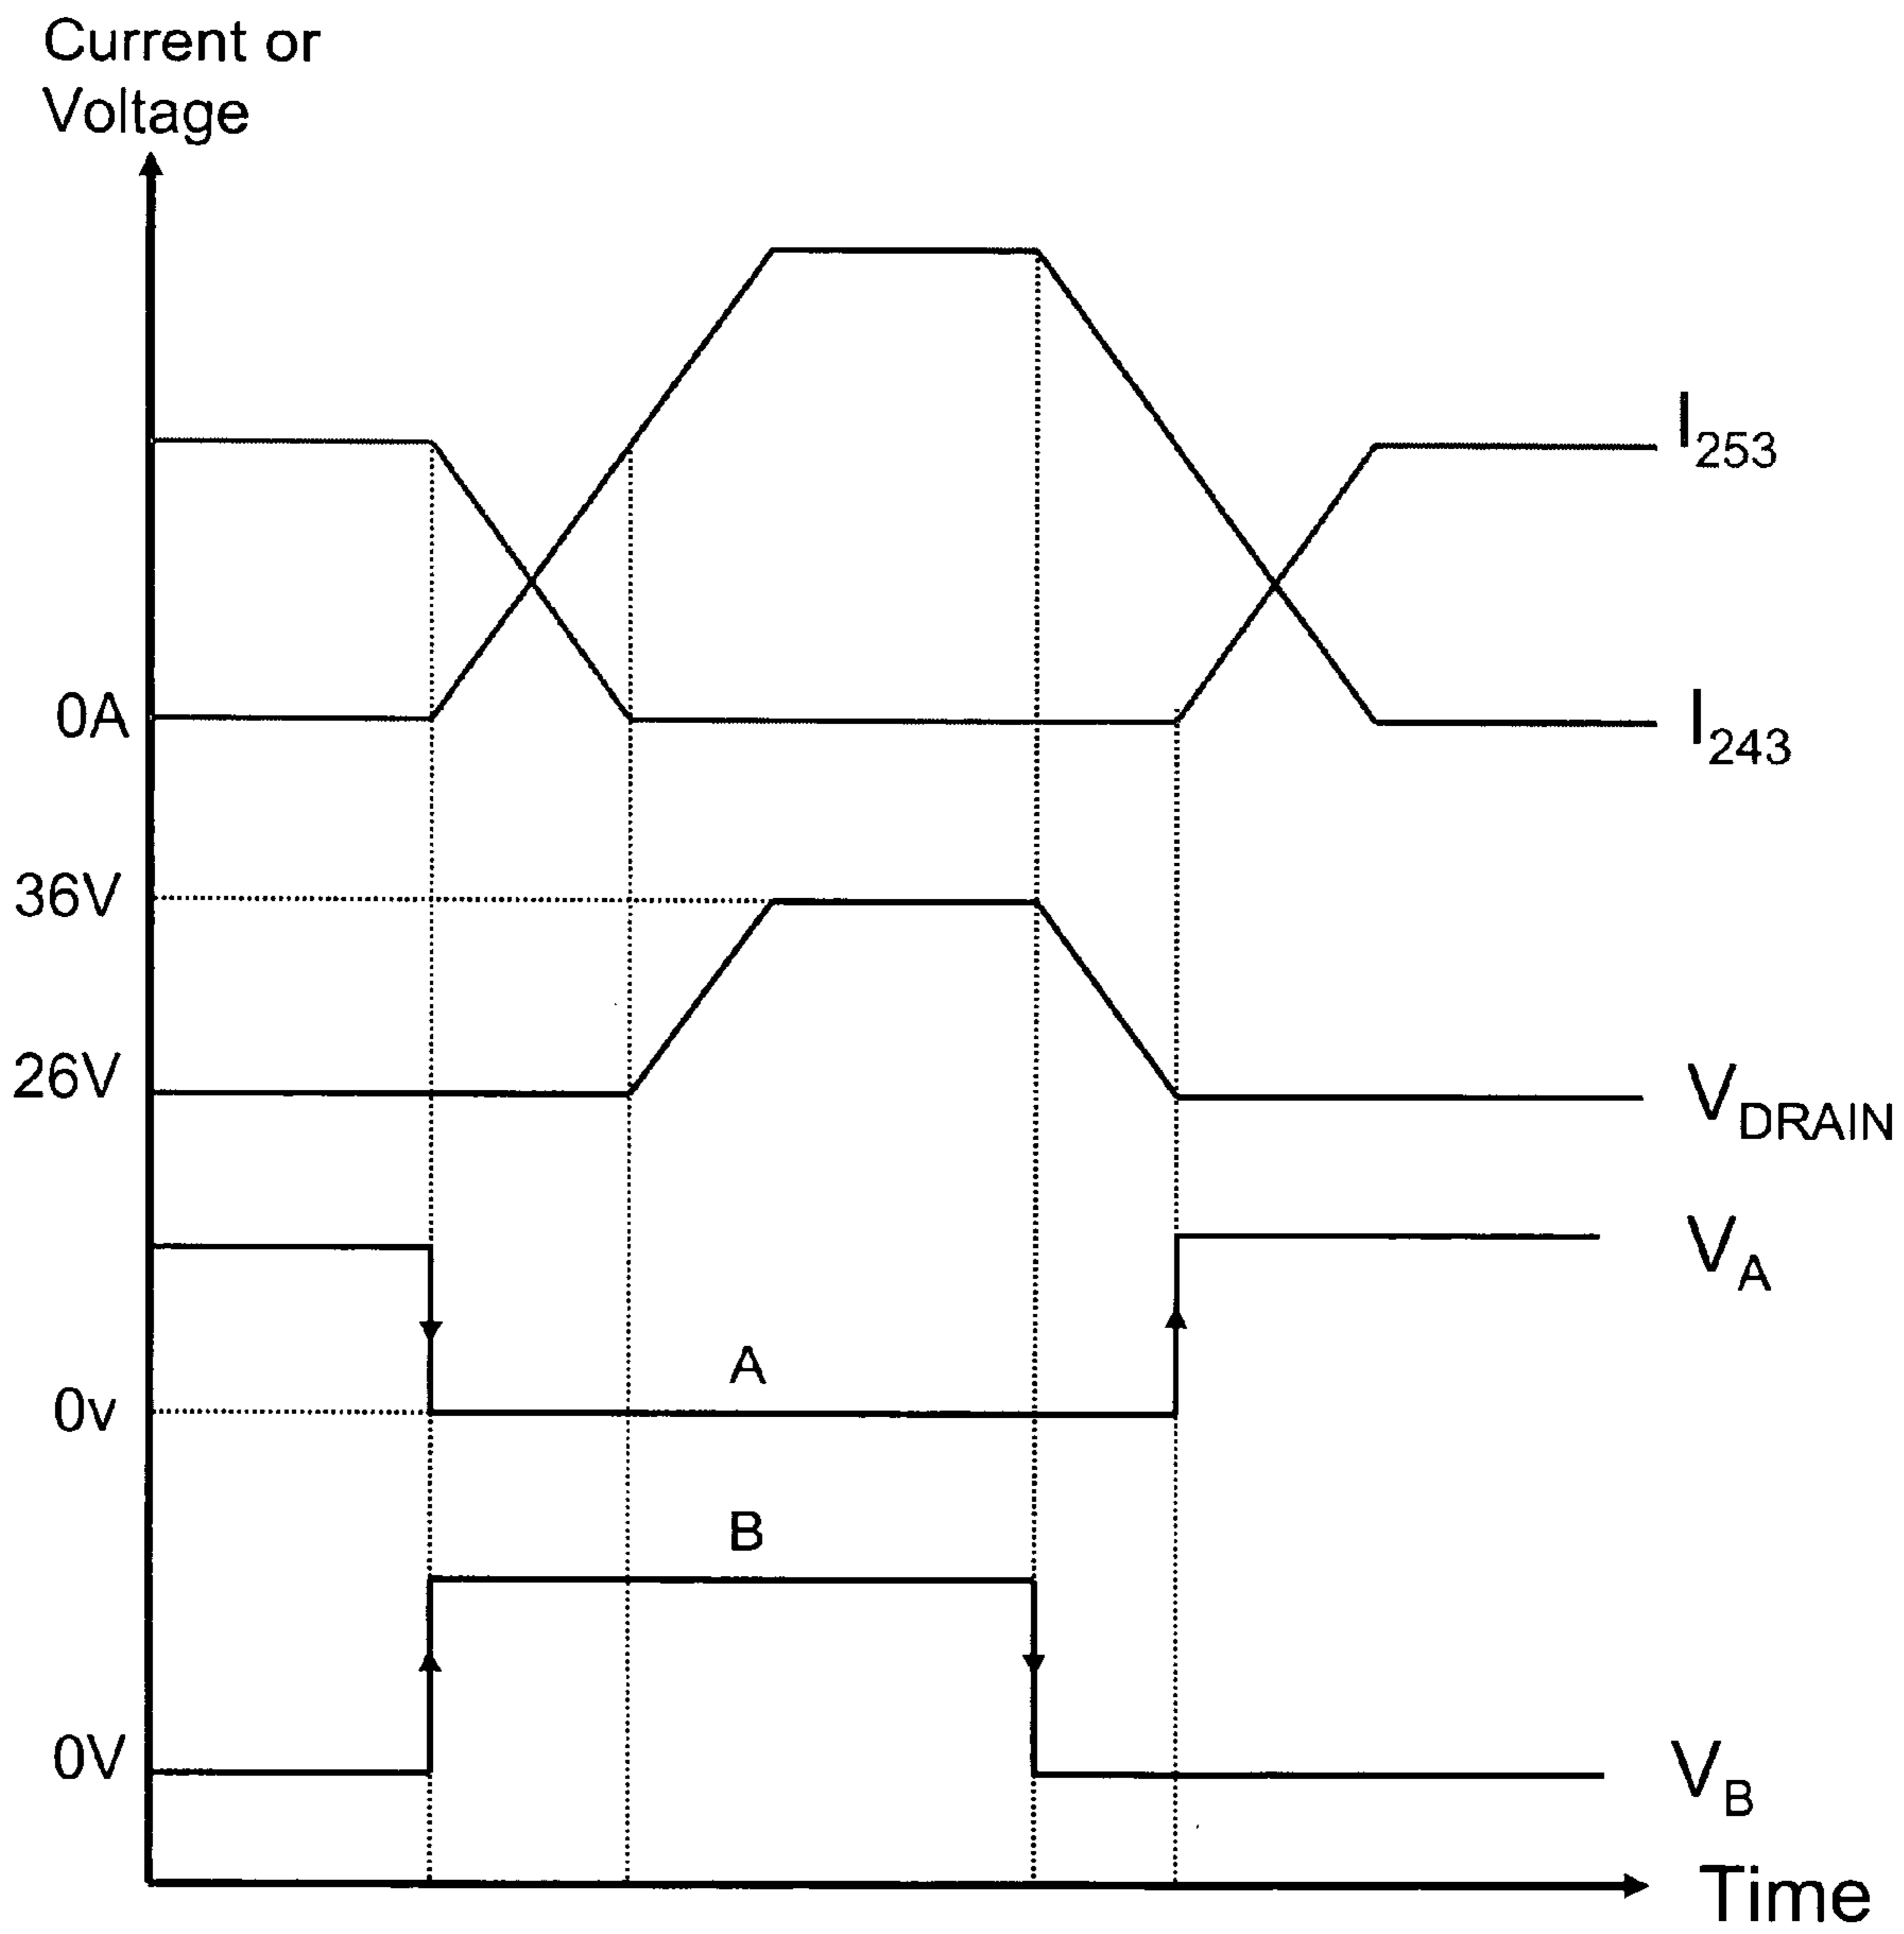 Current or
Voltage
I253
0A
I243
36V
26V
VDRAIN
VA
A
0v
B
0V
VB
Time